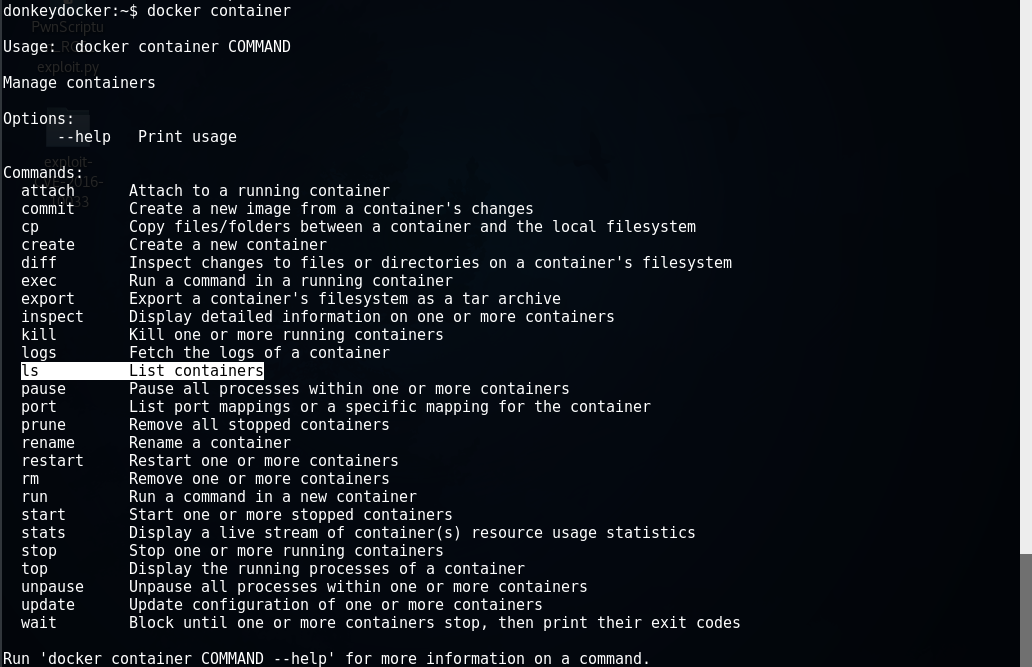 donkeydocker:~$ docker container
PwnScriptu
exploit.py
Usage:  docker container COMMAND
Manage containers
Options:
      --help   Print usage
exploit-
Commands:
  attach      Attach to a running container
  commit      Create a new image from a container's changes
  cp          Copy files/folders between a container and the local filesystem
  create      Create a new container
  diff        Inspect changes to files or directories on a container's filesystem
  exec        Run a command in a running container
  export      Export a container's filesystem as a tar archive
  inspect     Display detailed information on one or more containers
  kill        Kill one or more running containers
  logs        Fetch the logs of a container
  ls          List containers
  pause       Pause all processes within one or more containers
  port        List port mappings or a specific mapping for the container
  prune       Remove all stopped containers
  rename      Rename a container
  restart     Restart one or more containers
  rm          Remove one or more containers
  run         Run a command in a new container
  start       Start one or more stopped containers
  stats       Display a live stream of container(s) resource usage statistics
  stop        Stop one or more running containers
  top         Display the running processes of a container
  unpause     Unpause all processes within one or more containers
  update      Update configuration of one or more containers
  wait        Block until one or more containers stop, then print their exit codes
Run 'docker container COMMAND --help' for more information on a command.